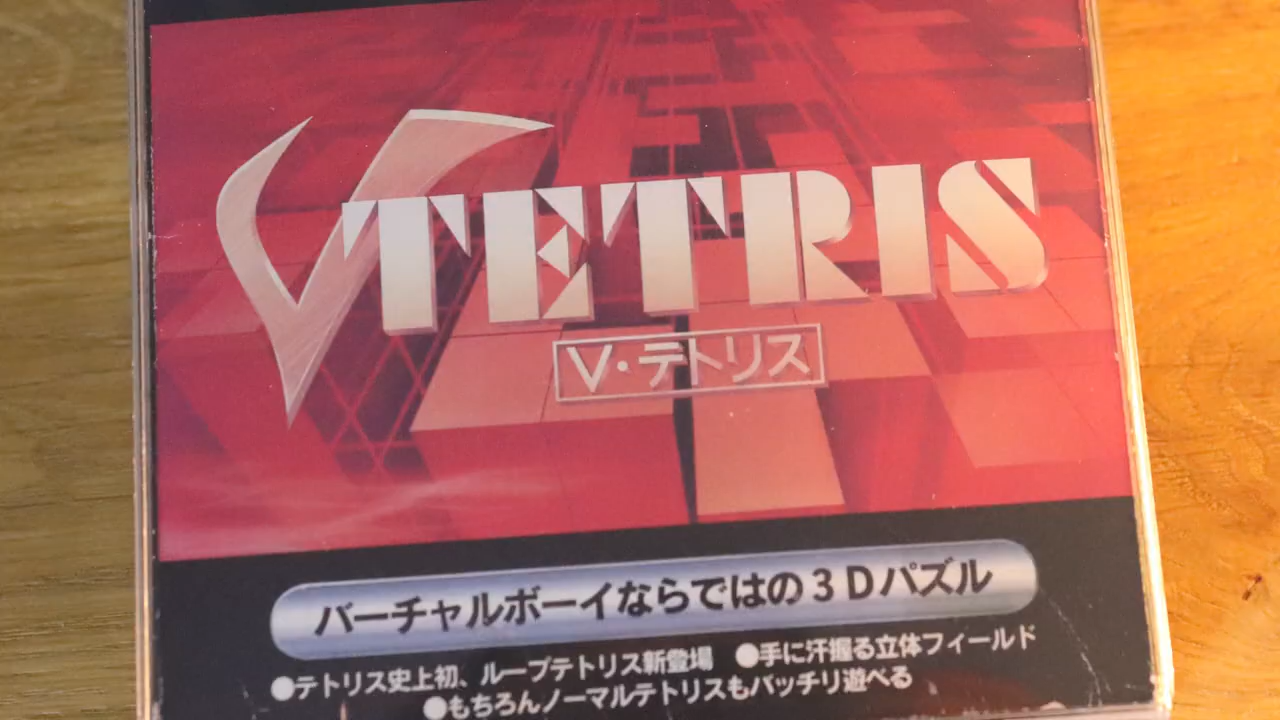 V TETRIS
V・テトリス
バーチャルボーイならではの3Dパズル
●テトリス史上初、ループテトリス新登場 ●手に汗握る立体フィールド
●もちろんノーマルテトリスもバッチリ遊べる